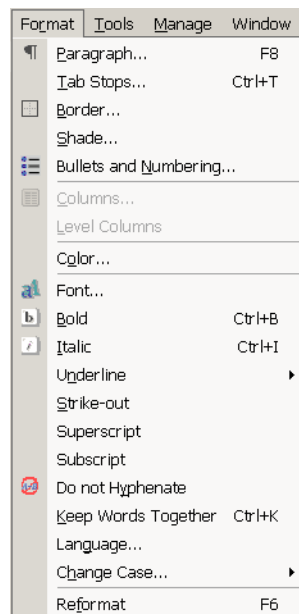 Format Tools Manage Window
Paragraph... F8
Tab Stops... Ctrl+T
Border...
Shade...
Bullets and Numbering...
Columns...
Level Columns
Color...
Font...
Bold Ctrl+B
Italic Ctrl+I
Underline
Strike-out
Superscript
Subscript
Do not Hyphenate
Keep Words Together Ctrl+K
Language...
Change Case...
Reformat F6